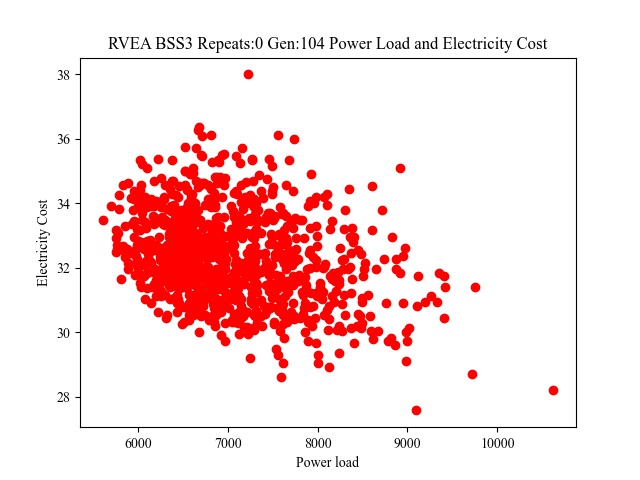 RVEA BSS3 Repeats:0 Gen:104 Power Load and Electricity Cost
38
36
34
32
30
28
Electricity Cost
6000 7000 8000 9000 10000
Power load